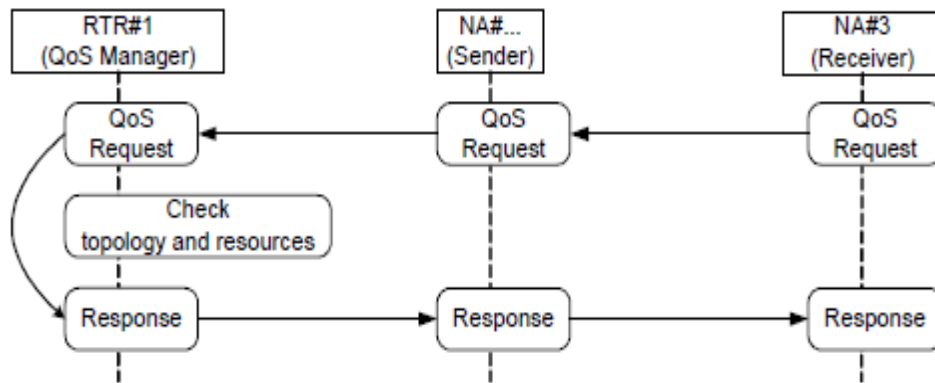 RTR#1
(QoS Manager)
NA#...
(Sender)
NA#3
(Receiver)
QoS
Request
QoS
Request
QoS
Request
Check
topology and resources
Response
Response
Response